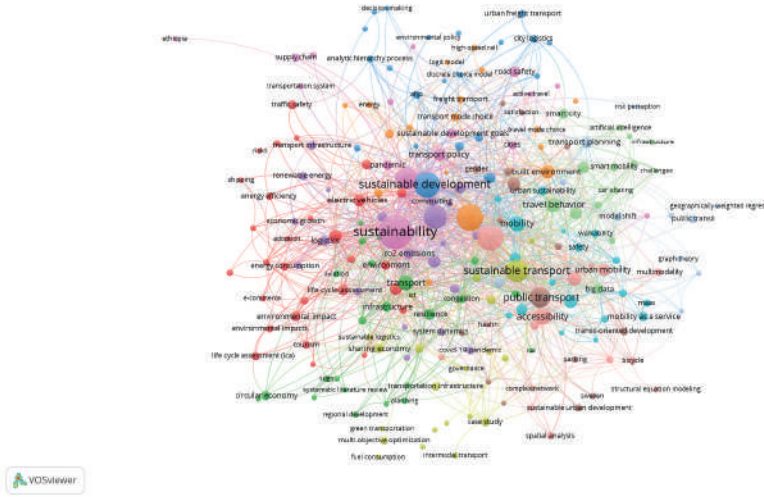 decision making
urban freight transport
ethiopia
environmental policy
city logistics
high-speed rail
supply chain
analytic hierarchy process
logit model
discrete choice model
road safety
transportation system
active travel
traffic safety
energy
freight transport
satisfaction
smart city
risk perception
transport mode choice
sustainable development goals
travel mode choice
artificial intelligence
transport infrastructure
cities
transport planning
infrastructure
transport policy
pandemic
gender
smart mobility
challenges
renewable energy
built environment
shipping
sustainable development
urban sustainability
car sharing
energy efficiency
electric vehicles
commuting
travel behavior
geographically weighted regres
modal shift
public transit
economic growth
mobility
sustainability
walkability
adoption
logistics
safety
co2 emissions
graph theory
energy consumption
environment
sustainable transport
urban mobility
multimodality
aviation
transport
life-cycle assessment
big data
e-commerce
iot
congestion
public transport
maas
infrastructure
environmental impact
resilience
accessibility
mobility as a service
environmental impacts
system dynamics
health
transit-oriented development
sustainable logistics
tourism
sharing economy
covid-19 pandemic
life cycle assessment (lca)
parking
bicycle
governance
systematic literature review
transportation infrastructure
complex network
structural equation modeling
circular economy
sweden
clustering
sustainable urban development
regional development
case study
green transportation
multi-objective optimization
spatial analysis
fuel consumption
intermodal transport
VOSviewer